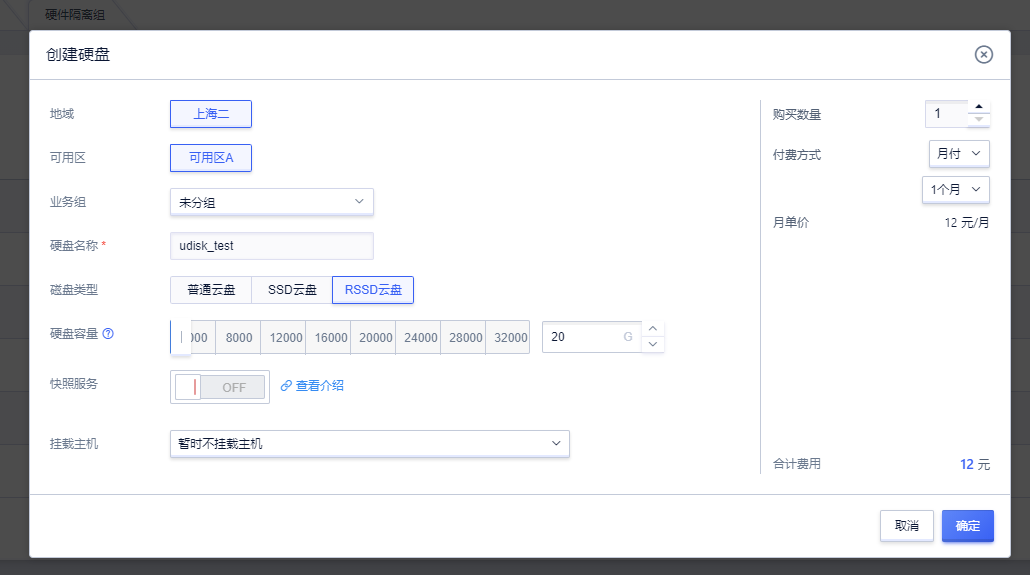 硬件隔离组
创建硬盘
地域 上海二
可用区 可用区A
业务组 未分组
硬盘名称* udisk_test
磁盘类型 普通云盘 SSD云盘 RSSD云盘
硬盘容量 ? 000 8000 12000 16000 20000 24000 28000 32000 20 G
快照服务 OFF 查看介绍
挂载主机 暂时不挂载主机
购买数量 1
付费方式 月付
1个月
月单价 12 元/月
合计费用 12 元
取消 确定